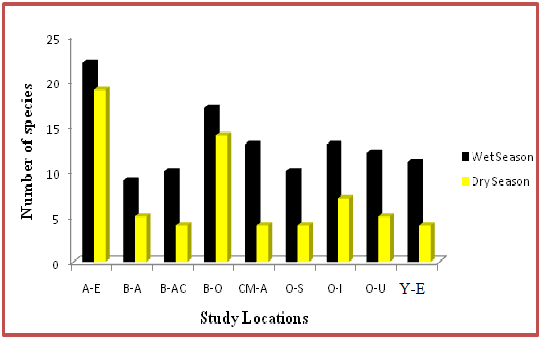 25
20
15
10
5
0
Number of species
A-E B-A B-AC B-O CM-A O-S O-I O-U Y-E
Study Locations
Wet Season
Dry Season